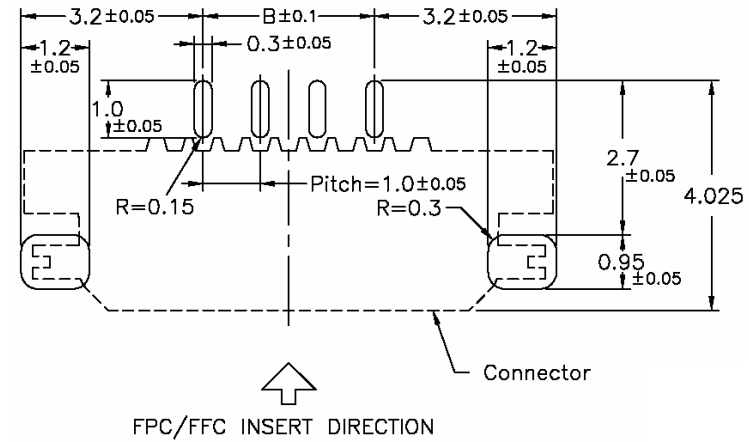 3.2±0.05
B±0.1
3.2±0.05
1.2
±0.05
0.3±0.05
1.2
±0.05
1.0
±0.05
2.7
±0.05
Pitch=1.0±0.05
4.025
R=0.15
R=0.3
0.95
±0.05
Connector
FPC/FFC INSERT DIRECTION